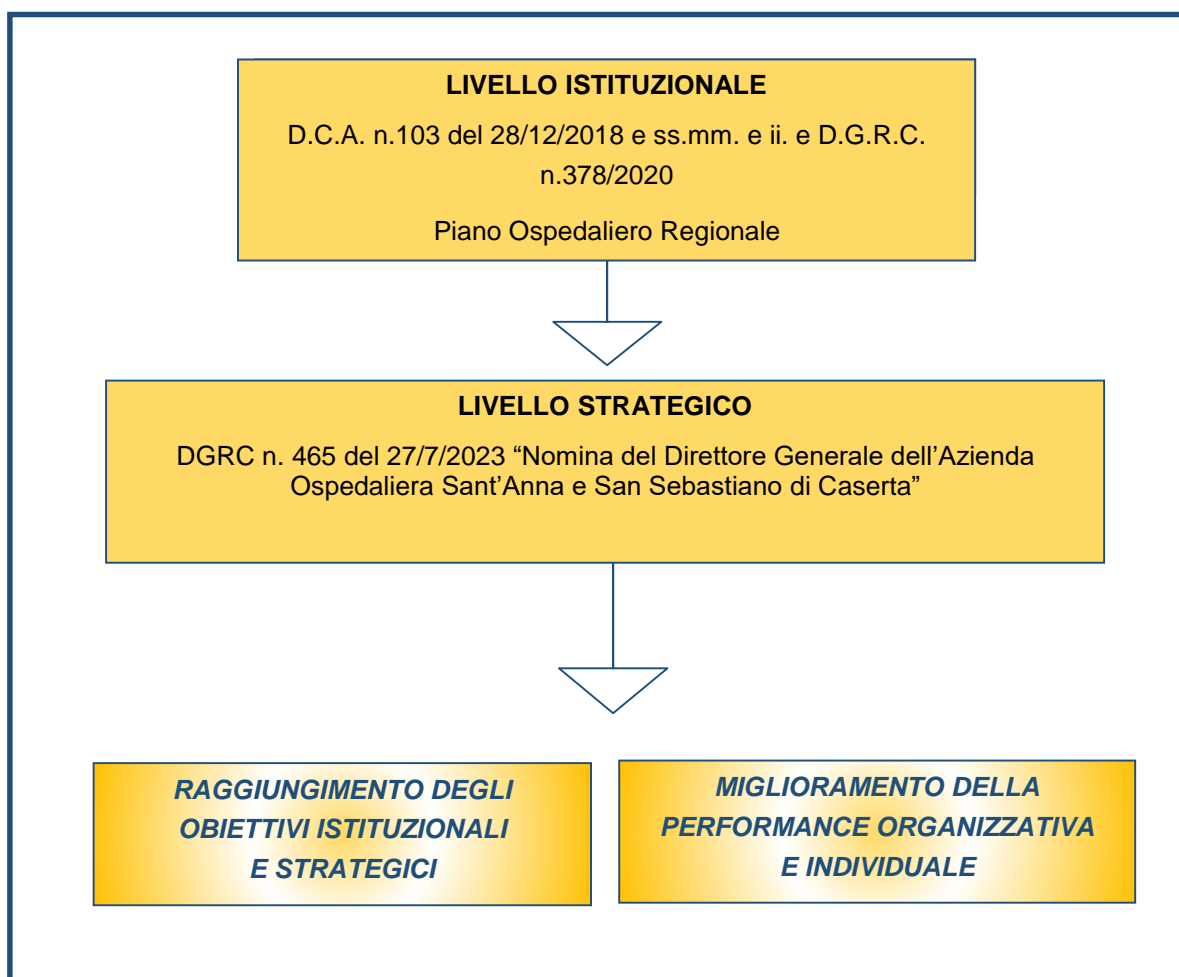 LIVELLO ISTITUZIONALE
D.C.A. n.103 del 28/12/2018 e ss.mm. e ii. e D.G.R.C.
n.378/2020
Piano Ospedaliero Regionale
LIVELLO STRATEGICO
DGRC n. 465 del 27/7/2023 “Nomina del Direttore Generale dell’Azienda
Ospedaliera Sant’Anna e San Sebastiano di Caserta”
RAGGIUNGIMENTO DEGLI
OBIETTIVI ISTITUZIONALI
E STRATEGICI
MIGLIORAMENTO DELLA
PERFORMANCE ORGANIZZATIVA
E INDIVIDUALE